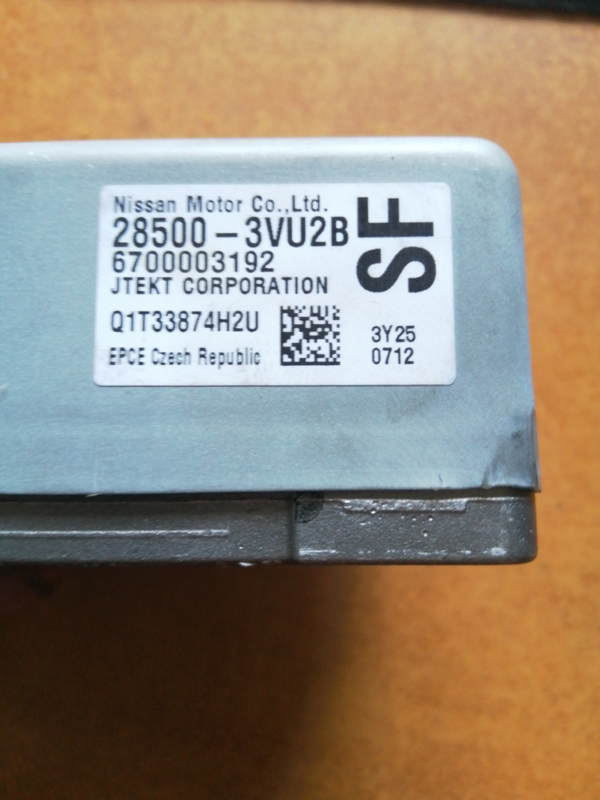 Nissan Motor Co.,Ltd.
28500-3VU2B
6700003192
JTEKT CORPORATION
Q1T33874H2U
EPCE Czech Republic
SF
3Y25
0712